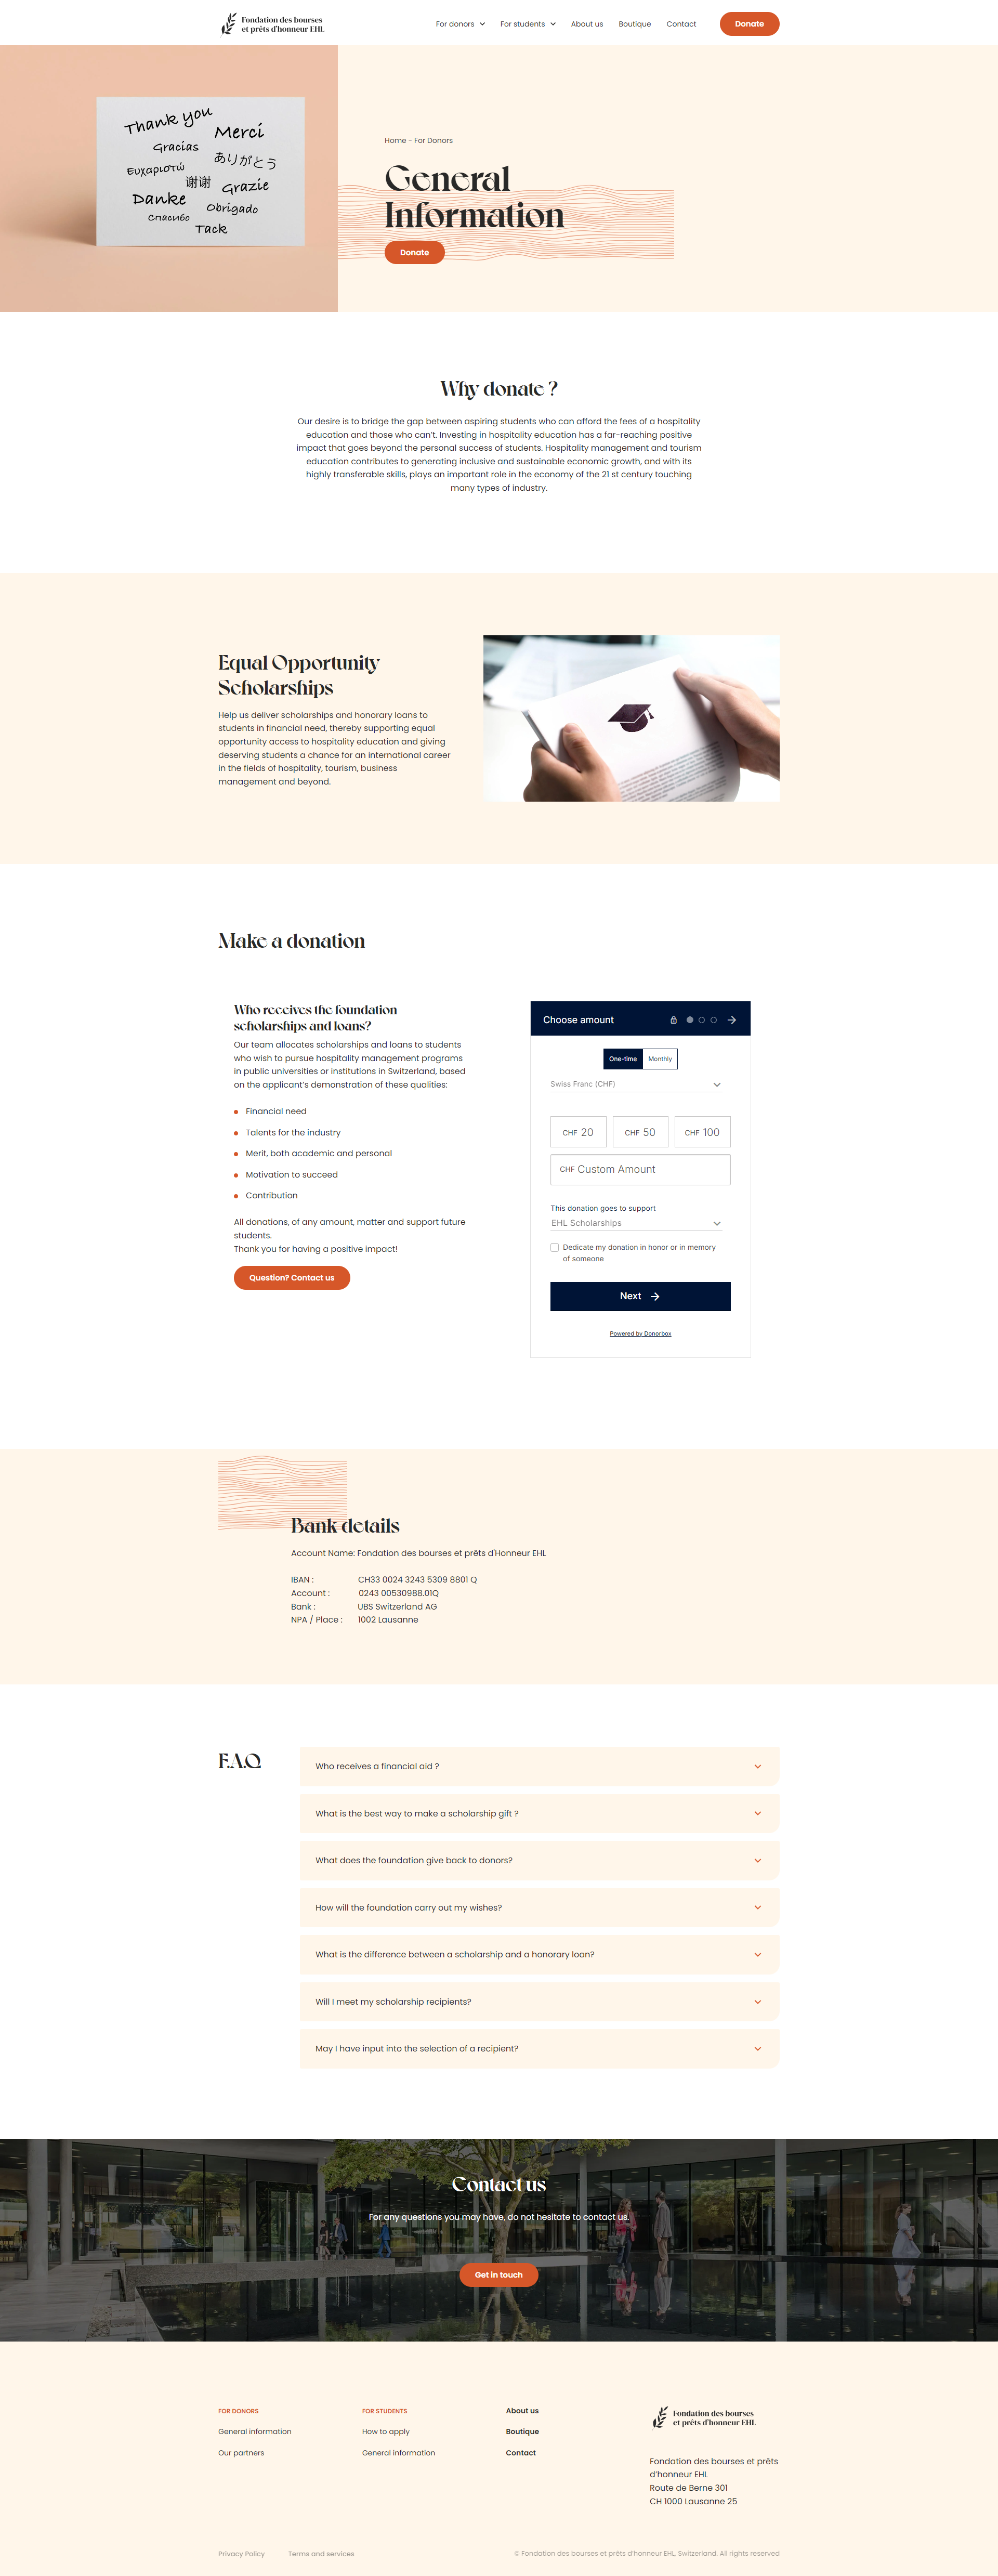 Fondation des bourses
et prêts d'honneur EHL
For donors
For students
About us
Boutique
Contact
Donate
Thank you
Merci
Gracias
ありがとう
Ευχαριστώ
谢谢
Grazie
Danke
Obrigado
Спасибо
Tack
Home - For Donors
General
Information
Donate
Why donate ?
Our desire is to bridge the gap between aspiring students who can afford the fees of a hospitality
education and those who can't. Investing in hospitality education has a far-reaching positive
impact that goes beyond the personal success of students. Hospitality management and tourism
education contributes to generating inclusive and sustainable economic growth, and with its
highly transferable skills, plays an important role in the economy of the 21 st century touching
many types of industry.
Equal Opportunity
Scholarships
Help us deliver scholarships and honorary loans to
students in financial need, thereby supporting equal
opportunity access to hospitality education and giving
deserving students a chance for an international career
in the fields of hospitality, tourism, business
management and beyond.
Make a donation
Who receives the foundation
scholarships and loans?
Our team allocates scholarships and loans to students
who wish to pursue hospitality management programs
in public universities or institutions in Switzerland, based
on the applicant's demonstration of these qualities:
Financial need
Talents for the industry
Merit, both academic and personal
Motivation to succeed
Contribution
All donations, of any amount, matter and support future
students.
Thank you for having a positive impact!
Question? Contact us
Choose amount
One-time
Monthly
Swiss Franc (CHF)
CHF 20
CHF 50
CHF 100
CHF Custom Amount
This donation goes to support
EHL Scholarships
Dedicate my donation in honor or in memory
of someone
Next
Powered by Donorbox
Bank details
Account Name: Fondation des bourses et prêts d'Honneur EHL
IBAN : CH33 0024 3243 5309 8801 Q
Account : 0243 00530988.01Q
Bank : UBS Switzerland AG
NPA / Place : 1002 Lausanne
F.A.Q
Who receives a financial aid ?
What is the best way to make a scholarship gift ?
What does the foundation give back to donors?
How will the foundation carry out my wishes?
What is the difference between a scholarship and a honorary loan?
Will I meet my scholarship recipients?
May I have input into the selection of a recipient?
Contact us
For any questions you may have, do not hesitate to contact us.
Get in touch
FOR DONORS
General information
Our partners
FOR STUDENTS
How to apply
General information
About us
Boutique
Contact
Fondation des bourses
et prêts d'honneur EHL
Fondation des bourses et prêts
d'honneur EHL
Route de Berne 301
CH 1000 Lausanne 25
Privacy Policy
Terms and services
© Fondation des bourses et prêts d'honneur EHL, Switzerland. All rights reserved